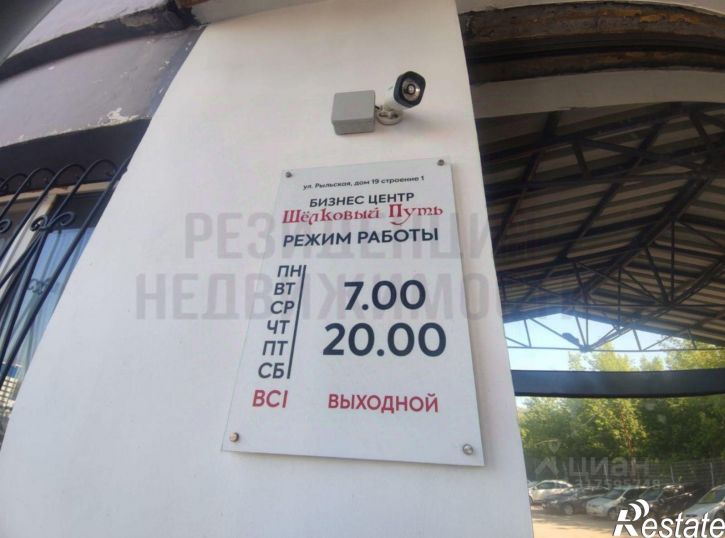 ул. Рыльская, дом 19 строение 1
БИЗНЕС ЦЕНТР
Шёлковый Путь
РЕЖИМ РАБОТЫ
ПН
ВТ
СР
ЧТ
ПТ
СБ
7.00
20.00
ВСI ВЫХОДНОЙ
РЕЗИДЕНЦИЯ
НЕДВИЖИМОСТЬ
циан
Restate